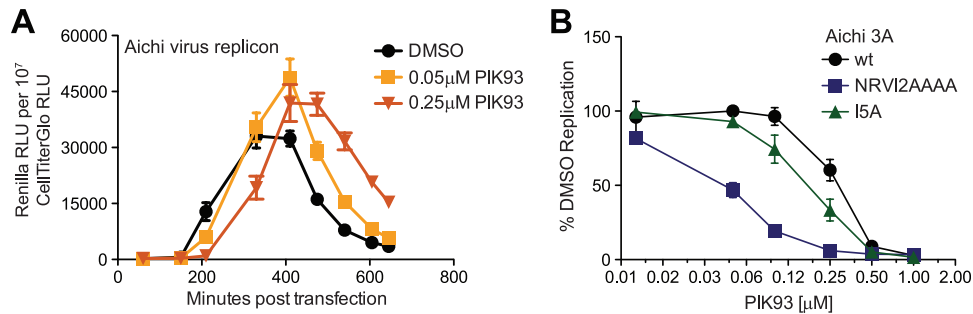 A
Aichi virus replicon
Renilla RLU per 10⁷
CellTiterGlo RLU
60000
45000
30000
15000
0
0
200
400
600
800
Minutes post transfection
DMSO
0.05µM PIK93
0.25µM PIK93
B
Aichi 3A
wt
NRVI2AAAA
I5A
% DMSO Replication
150
100
50
0
0.01
0.03
0.06
0.12
0.25
0.50
1.00
2.00
0.03
PIK93 [µM]